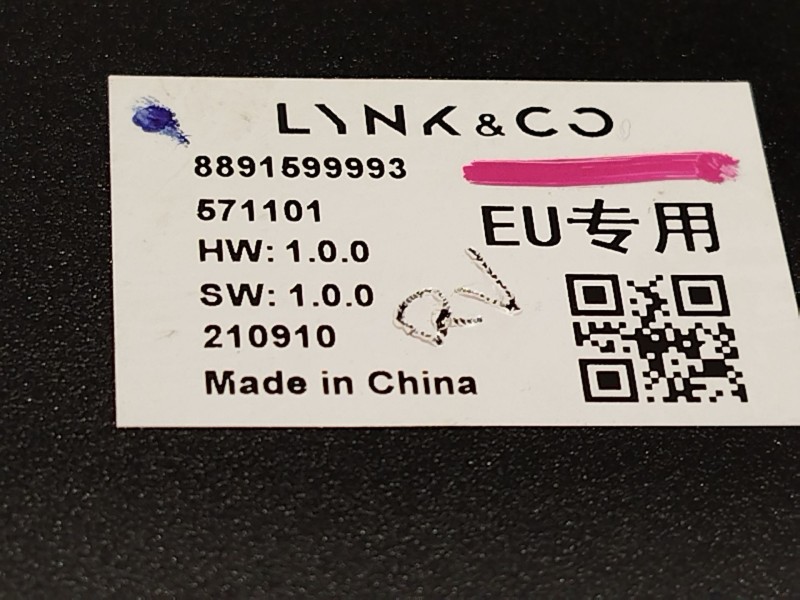 LYNK&CO
8891599993
571101
EU专用
HW: 1.0.0
SW: 1.0.0
210910
Made in China